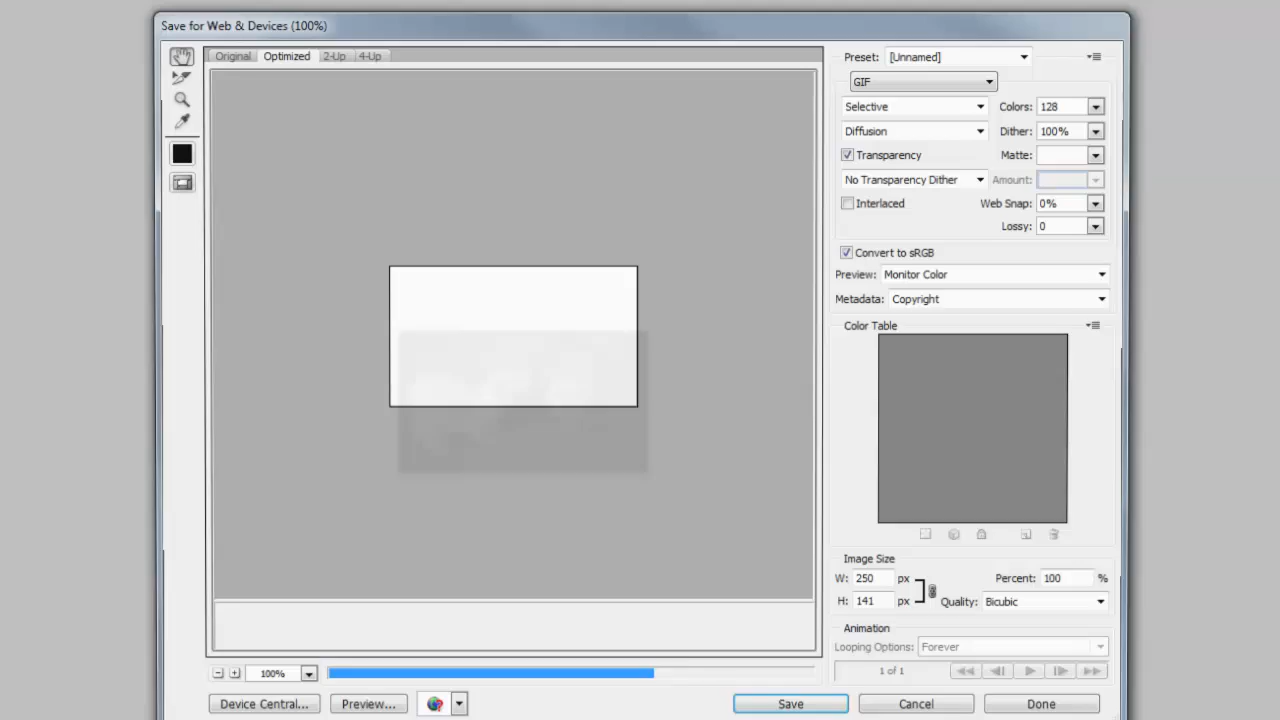 Save for Web & Devices (100%)
Original Optimized 2-Up 4-Up
Preset: [Unnamed]
GIF
Selective Colors: 128
Diffusion Dither: 100%
Transparency Matte:
No Transparency Dither Amount:
Interlaced Web Snap: 0%
Lossy: 0
Convert to sRGB
Preview: Monitor Color
Metadata: Copyright
Color Table
Image Size
W: 250 px Percent: 100 %
H: 141 px Quality: Bicubic
Animation
Looping Options: Forever
1 of 1
100%
Device Central... Preview... Save Cancel Done